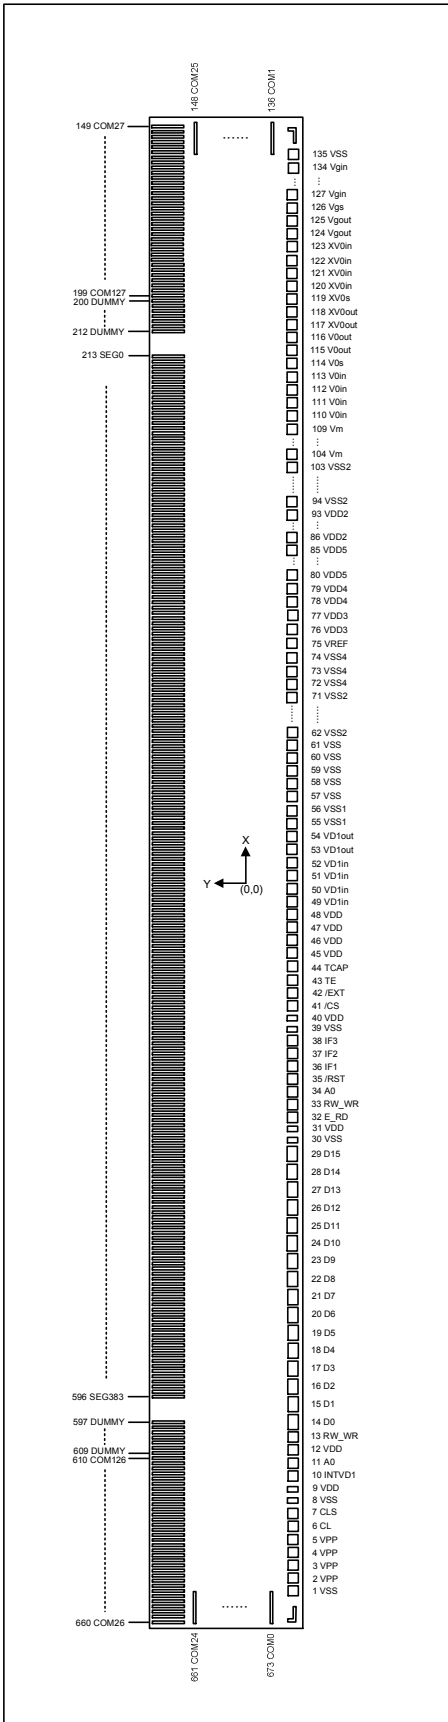 148 COM25
136 COM1
149 COM27
199 COM127
200 DUMMY
212 DUMMY
213 SEG0
596 SEG383
597 DUMMY
609 DUMMY
610 COM126
660 COM26
135 VSS
134 Vgin
127 Vgin
126 Vgs
125 Vgout
124 Vgout
123 XV0in
122 XV0in
121 XV0in
120 XV0in
119 XV0s
118 XV0out
117 XV0out
116 V0out
115 V0out
114 V0s
113 V0in
112 V0in
111 V0in
110 V0in
109 Vm
104 Vm
103 VSS2
94 VSS2
93 VDD2
86 VDD2
85 VDD5
80 VDD5
79 VDD4
78 VDD4
77 VDD3
76 VDD3
75 VREF
74 VSS4
73 VSS4
72 VSS4
71 VSS2
62 VSS2
61 VSS
60 VSS
59 VSS
58 VSS
57 VSS
56 VSS1
55 VSS1
54 VD1out
53 VD1out
52 VD1in
51 VD1in
50 VD1in
49 VD1in
48 VDD
47 VDD
46 VDD
45 VDD
44 TCAP
43 TE
42 /EXT
41 /CS
40 VDD
39 VSS
38 IF3
37 IF2
36 IF1
35 /RST
34 A0
33 RW_WR
32 E_RD
31 VDD
30 VSS
29 D15
28 D14
27 D13
26 D12
25 D11
24 D10
23 D9
22 D8
21 D7
20 D6
19 D5
18 D4
17 D3
16 D2
15 D1
14 D0
13 RW_WR
12 VDD
11 A0
10 INTVD1
9 VDD
8 VSS
7 CLS
6 CL
5 VPP
4 VPP
3 VPP
2 VPP
1 VSS
X
Y
(0,0)
661 COM24
673 COM0